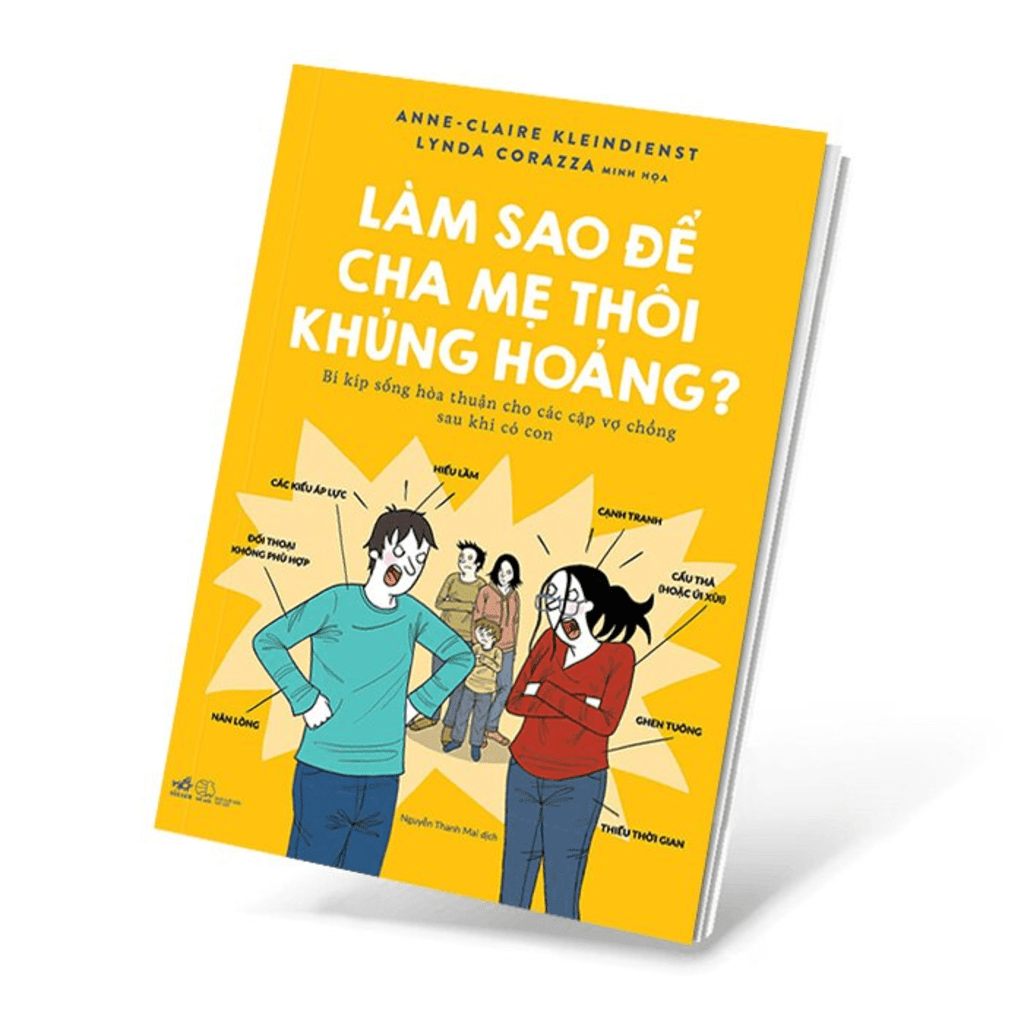 ANNE-CLAIRE KLEINDIENST
LYNDA CORAZZA MINH HỌA
LÀM SAO ĐỂ
CHA MẸ THÔI
KHỦNG HOẢNG?
Bí kíp sống hòa thuận cho các cặp vợ chồng
sau khi có con
HIỂU LẦM
CÁC KIỂU ÁP LỰC
CẠNH TRANH
ĐỐI THOẠI
KHÔNG PHÙ HỢP
CẨU THẢ
(HOẶC ỦI XÙI)
NẢN LÒNG
GHEN TUÔNG
Nguyễn Thanh Mai dịch
THIẾU THỜI GIAN